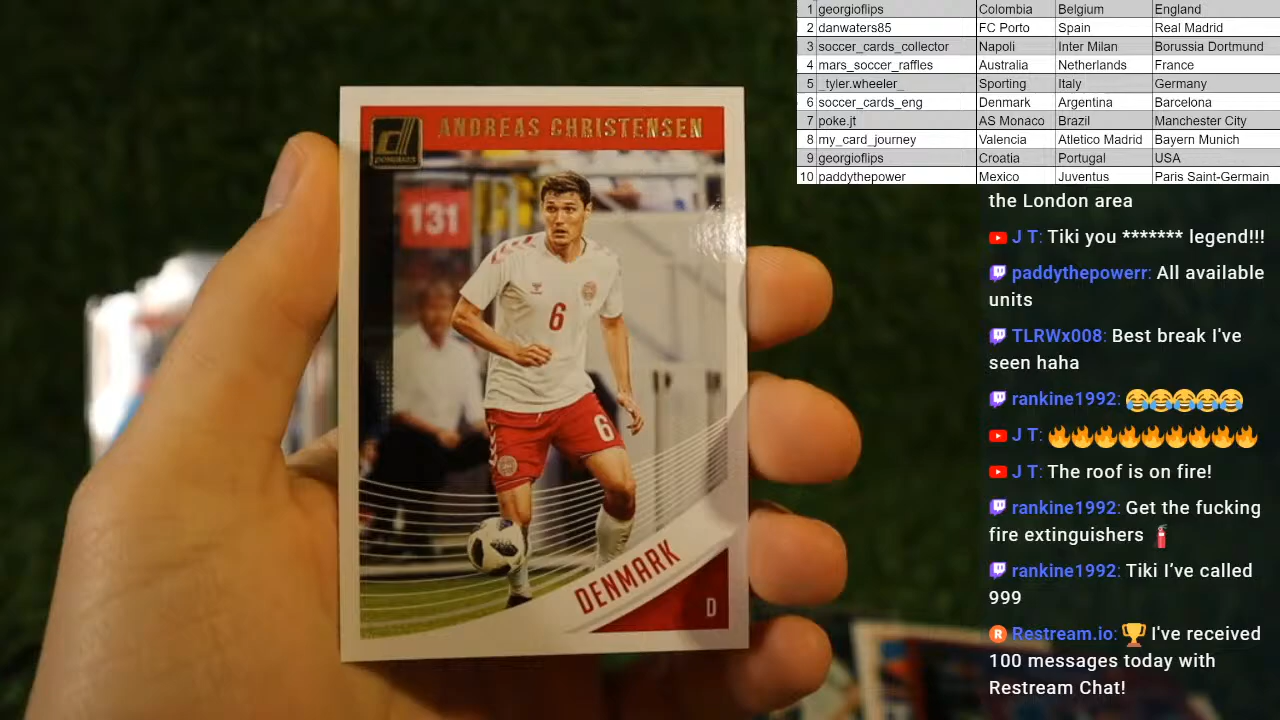 1 georgioflips Colombia Belgium England
2 danwaters85 FC Porto Spain Real Madrid
3 soccer_cards_collector Napoli Inter Milan Borussia Dortmund
4 mars_soccer_raffles Australia Netherlands France
5 _tyler.wheeler_ Sporting Italy Germany
6 soccer_cards_eng Denmark Argentina Barcelona
7 poke.jt AS Monaco Brazil Manchester City
8 my_card_journey Valencia Atletico Madrid Bayern Munich
9 georgioflips Croatia Portugal USA
10 paddythepower Mexico Juventus Paris Saint-Germain
ANDREAS CHRISTENSEN
DONRUSS
131
6
6
DENMARK
D
the London area
J T: Tiki you ******* legend!!!
paddythepowerr: All available
units
TLRWx008: Best break I've
seen haha
rankine1992: 😂😂😂😂😂
J T: 🔥🔥🔥🔥🔥🔥🔥🔥🔥
J T: The roof is on fire!
rankine1992: Get the fucking
fire extinguishers 🧯
rankine1992: Tiki I’ve called
999
Restream.io: 🏆 I've received
100 messages today with
Restream Chat!